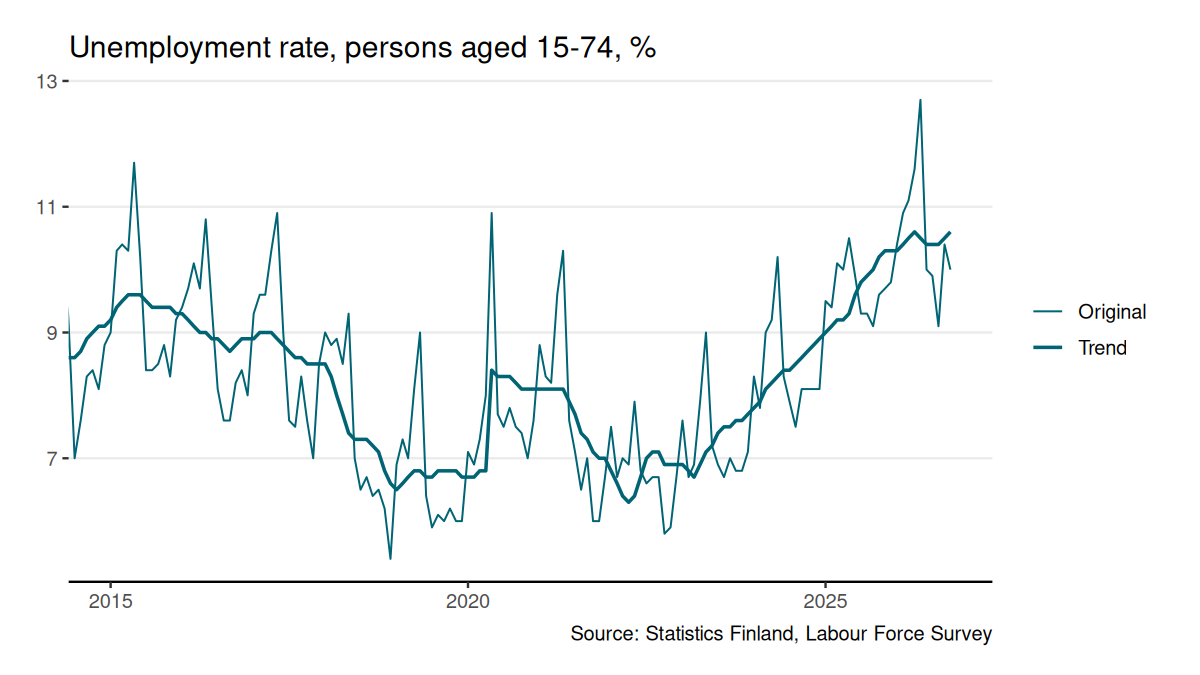 Unemployment rate, persons aged 15-74, %
13
11
9
7
2015 2020 2025
Original
Trend
Source: Statistics Finland, Labour Force Survey